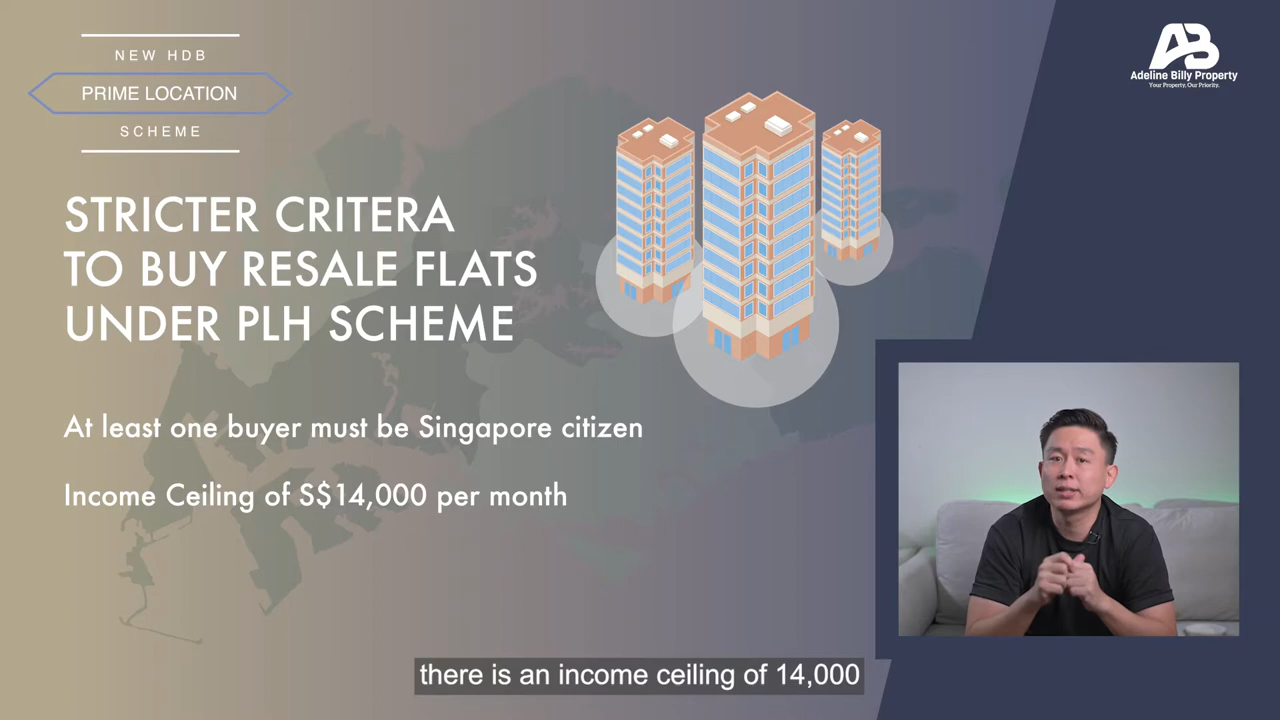 NEW HDB
PRIME LOCATION
SCHEME
AB
Adeline Billy Property
Your Property, Our Priority.
STRICTER CRITERA
TO BUY RESALE FLATS
UNDER PLH SCHEME
At least one buyer must be Singapore citizen
Income Ceiling of S$14,000 per month
there is an income ceiling of 14,000